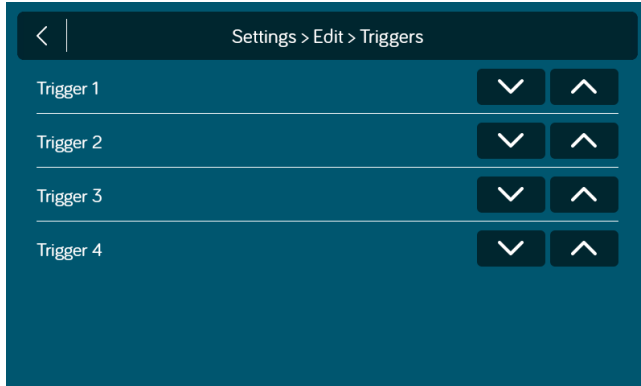 Settings > Edit > Triggers
Trigger 1
Trigger 2
Trigger 3
Trigger 4